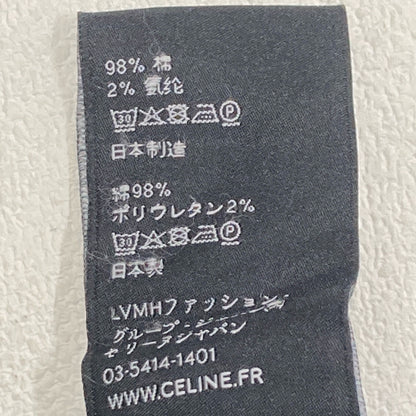 98% 棉
2% 氨纶
30 P
日本制造
綿98%
ポリウレタン2%
30 P
日本製
LVMHファッション
グループ・ジャパン
セリーヌジャパン
03-5414-1401
WWW.CELINE.FR